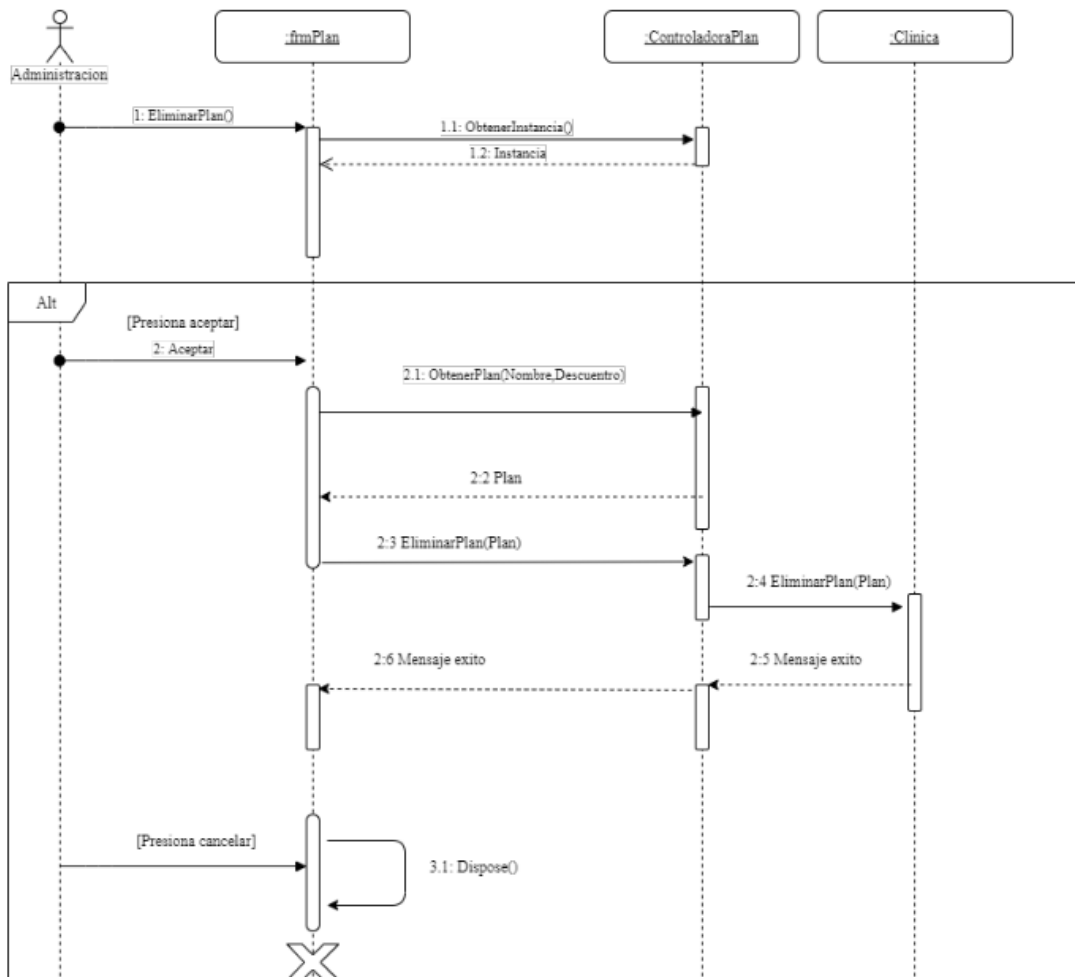 :frmPlan
:ControladoraPlan
:Clinica
Administracion
1: EliminarPlan()
1.1: ObtenerInstancia()
1.2: Instancia
Alt
[Presiona aceptar]
2: Aceptar
2.1: ObtenerPlan(Nombre,Descuentro)
2:2 Plan
2:3 EliminarPlan(Plan)
2:4 EliminarPlan(Plan)
2:6 Mensaje exito
2:5 Mensaje exito
[Presiona cancelar]
3.1: Dispose()